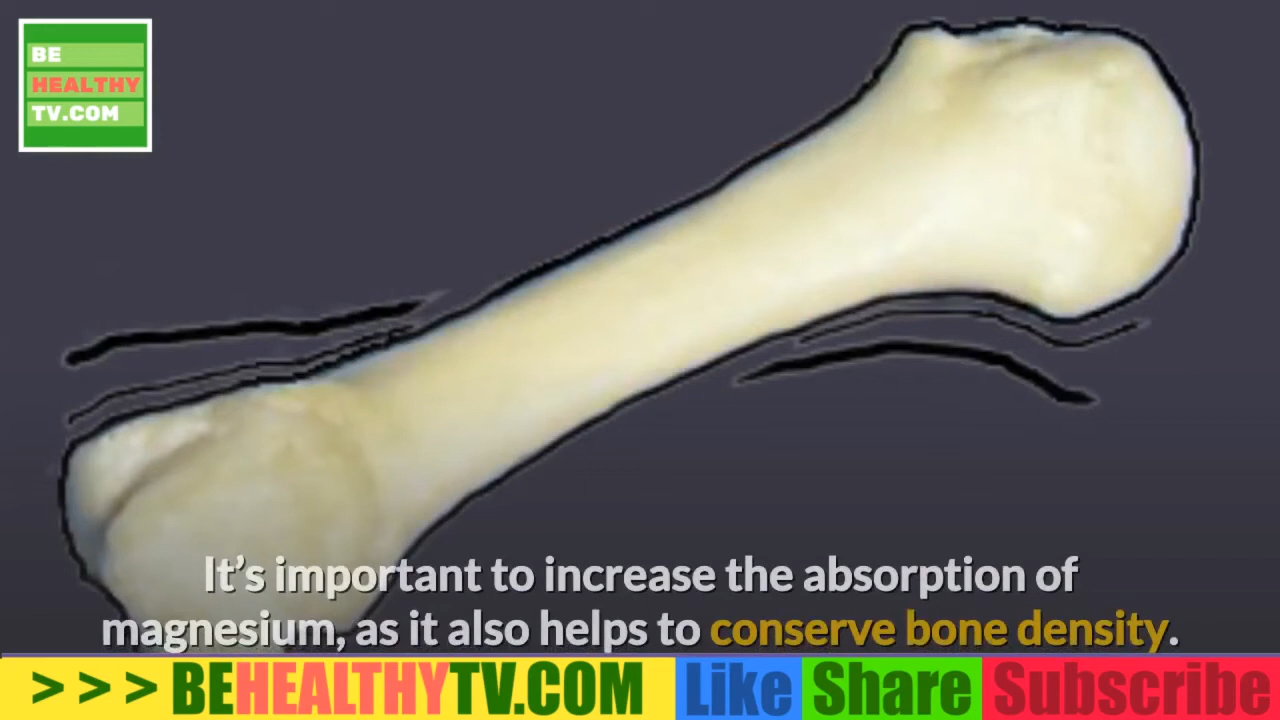 BE
HEALTHY
TV.COM
It's important to increase the absorption of
magnesium, as it also helps to conserve bone density.
> > > BEHEALTHYTV.COM Like Share Subscribe